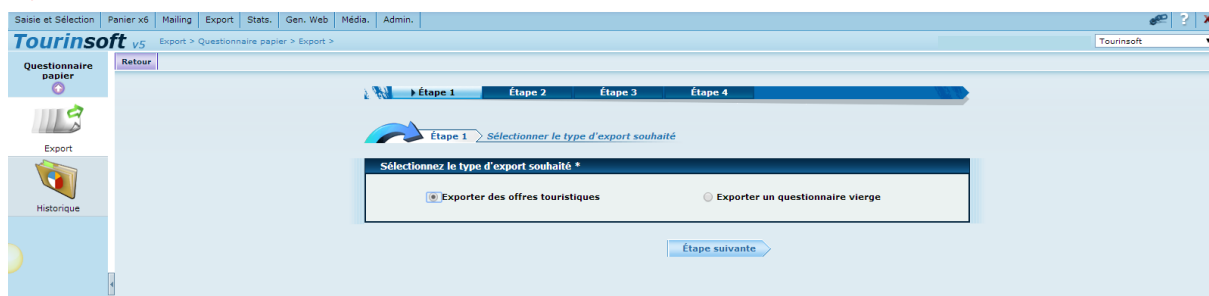 Saisie et Sélection Panier x6 Mailing Export Stats. Gen. Web Média. Admin. ?
Tourinsoft v5 Export > Questionnaire papier > Export > Tourinsoft
Questionnaire papier
Retour
Étape 1 Étape 2 Étape 3 Étape 4
Étape 1 Sélectionner le type d'export souhaité
Export
Sélectionnez le type d'export souhaité *
Exporter des offres touristiques Exporter un questionnaire vierge
Historique
Étape suivante